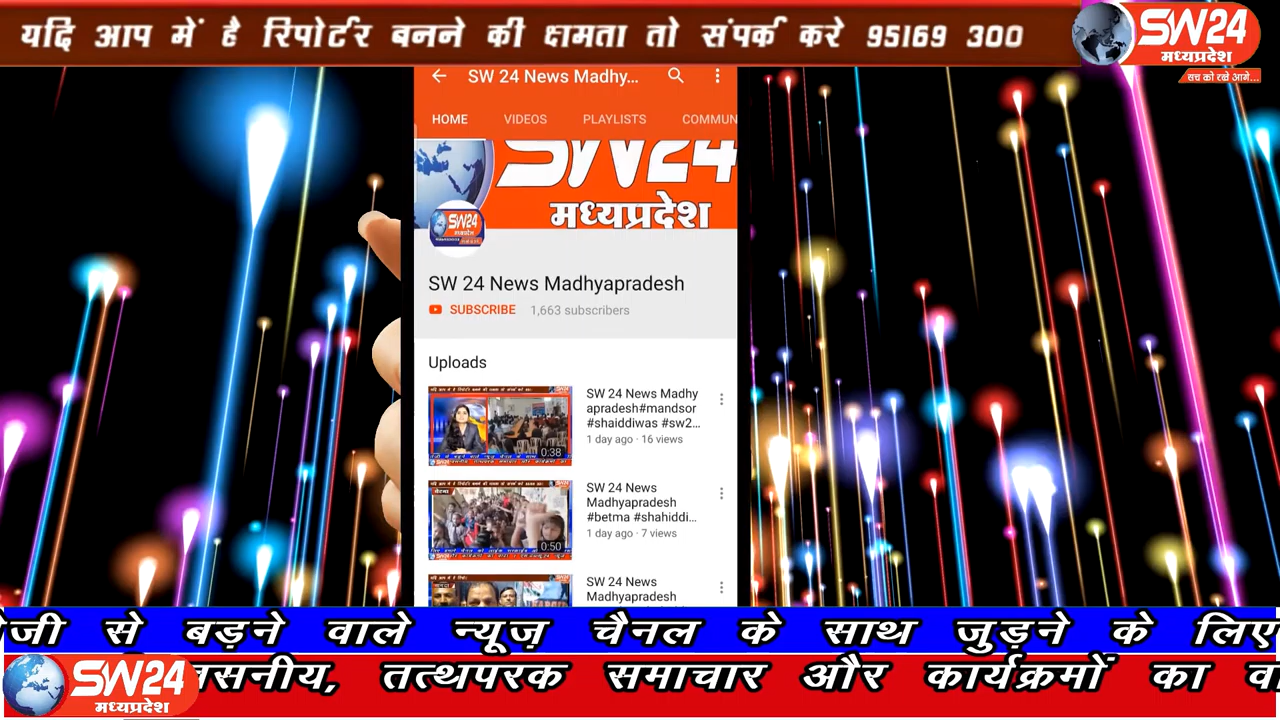 यदि आप में है रिपोर्टर बनने की क्षमता तो संपर्क करे 95169 300
SW24
मध्यप्रदेश
सच को रखे आगे...
SW 24 News Madhy...
HOME VIDEOS PLAYLISTS COMMUN
SW24
मध्यप्रदेश
SW24
SW 24 News Madhyapradesh
SUBSCRIBE 1,663 subscribers
Uploads
SW 24 News Madhy
apradesh#mandsor
#shaiddiwas #sw2...
1 day ago · 16 views
0:38
SW 24 News
Madhyapradesh
#betma #shahiddi...
1 day ago · 7 views
0:50
SW 24 News
Madhyapradesh
से बड़ने वाले न्यूज़ चैनल के साथ जुड़ने के लिए
तत्थपरक समाचार और कार्यक्रमों का
SW24
मध्यप्रदेश